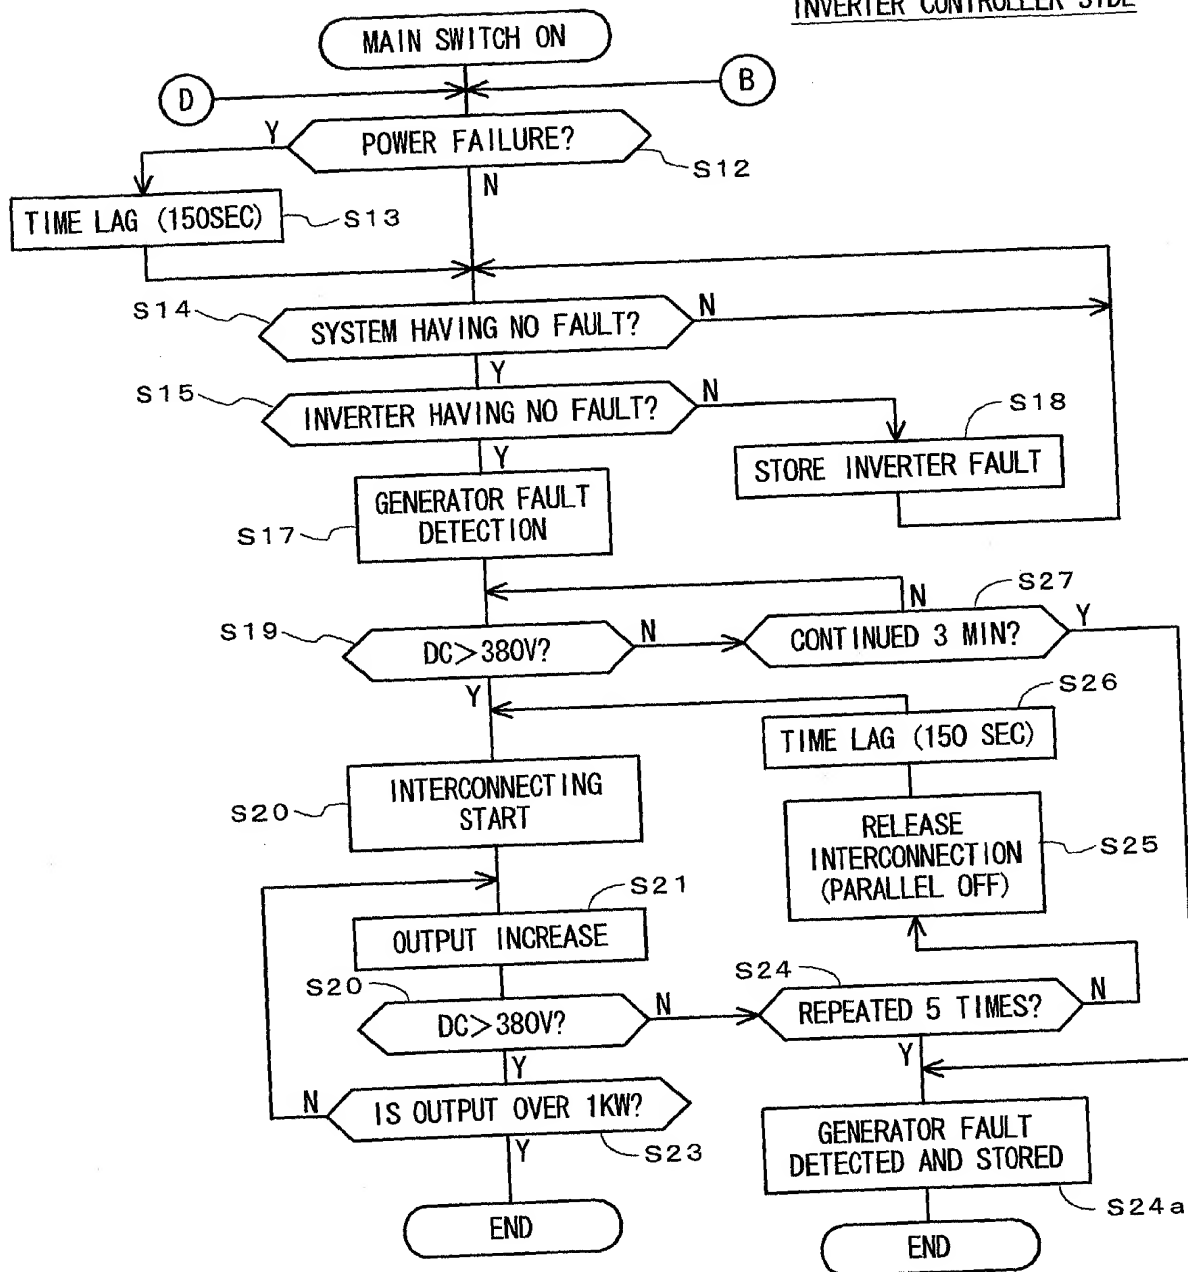 INVERTER CONTROLLER SIDE
MAIN SWITCH ON
D
B
Y
POWER FAILURE?
S12
N
TIME LAG (150SEC)
S13
S14
SYSTEM HAVING NO FAULT?
N
Y
S15
INVERTER HAVING NO FAULT?
N
S18
Y
STORE INVERTER FAULT
GENERATOR FAULT
DETECTION
S17
S27
N
Y
S19
DC>380V?
N
CONTINUED 3 MIN?
Y
S26
TIME LAG (150 SEC)
INTERCONNECTING
START
S20
RELEASE
INTERCONNECTION
(PARALLEL OFF)
S25
S21
OUTPUT INCREASE
S20
S24
DC>380V?
N
REPEATED 5 TIMES?
N
Y
Y
N
IS OUTPUT OVER 1KW?
S23
Y
GENERATOR FAULT
DETECTED AND STORED
S24a
END
END